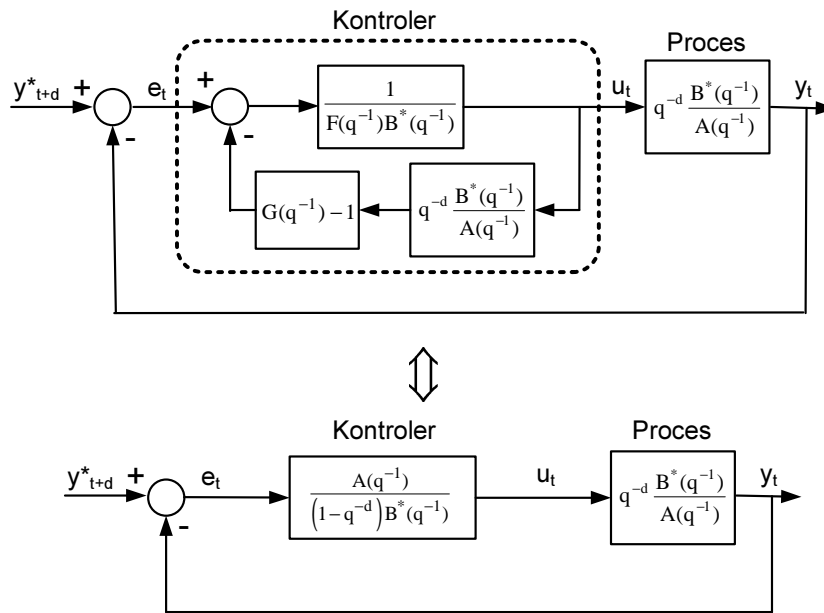 Kontroler
Proces
y*t+d
+
-
et
+
-
1
F(q⁻¹)B*(q⁻¹)
ut
q⁻ᵈ B*(q⁻¹)
A(q⁻¹)
yt
G(q⁻¹) − 1
q⁻ᵈ B*(q⁻¹)
A(q⁻¹)
Kontroler
Proces
y*t+d
+
-
et
A(q⁻¹)
(1−q⁻ᵈ)B*(q⁻¹)
ut
q⁻ᵈ B*(q⁻¹)
A(q⁻¹)
yt